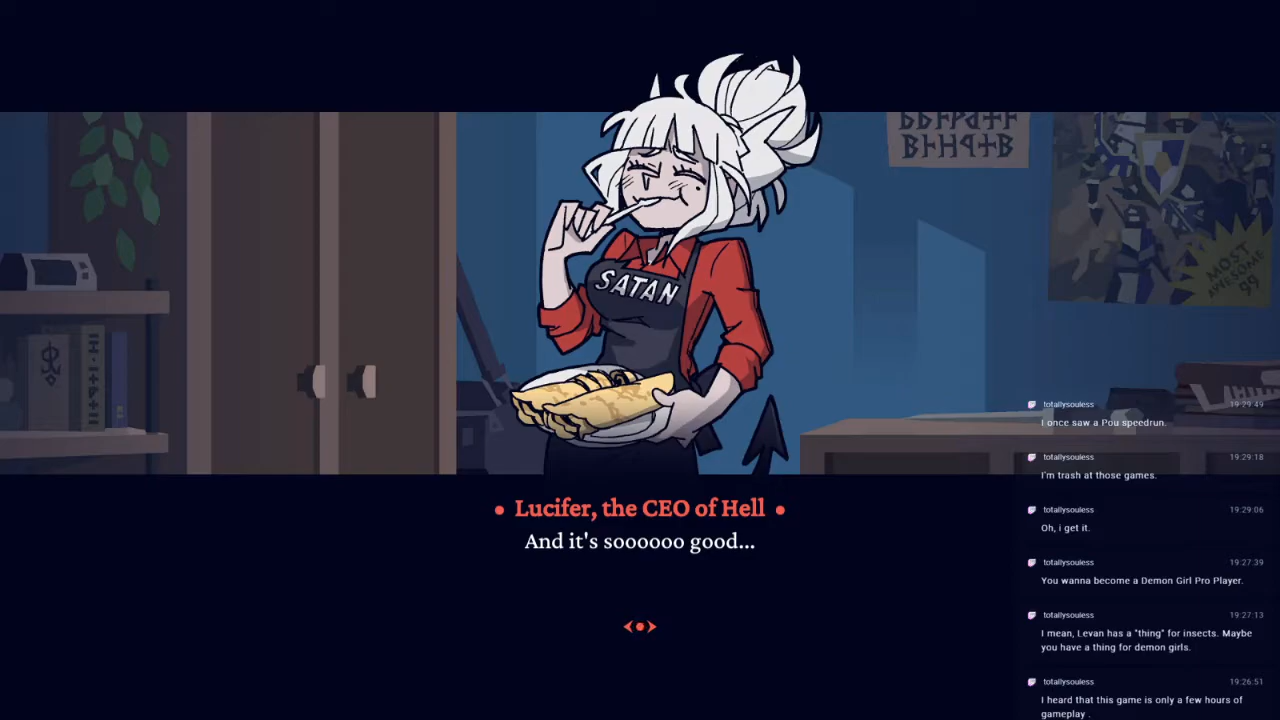 SATAN
MOST
AWESOME
99
• Lucifer, the CEO of Hell •
And it's soooooo good...
totallysouless 19:29:49
I once saw a Pou speedrun.
totallysouless 19:29:18
I'm trash at those games.
totallysouless 19:29:06
Oh, i get it.
totallysouless 19:27:39
You wanna become a Demon Girl Pro Player.
totallysouless 19:27:13
I mean, Levan has a "thing" for insects. Maybe
you have a thing for demon girls.
totallysouless 19:26:51
I heard that this game is only a few hours of
gameplay .